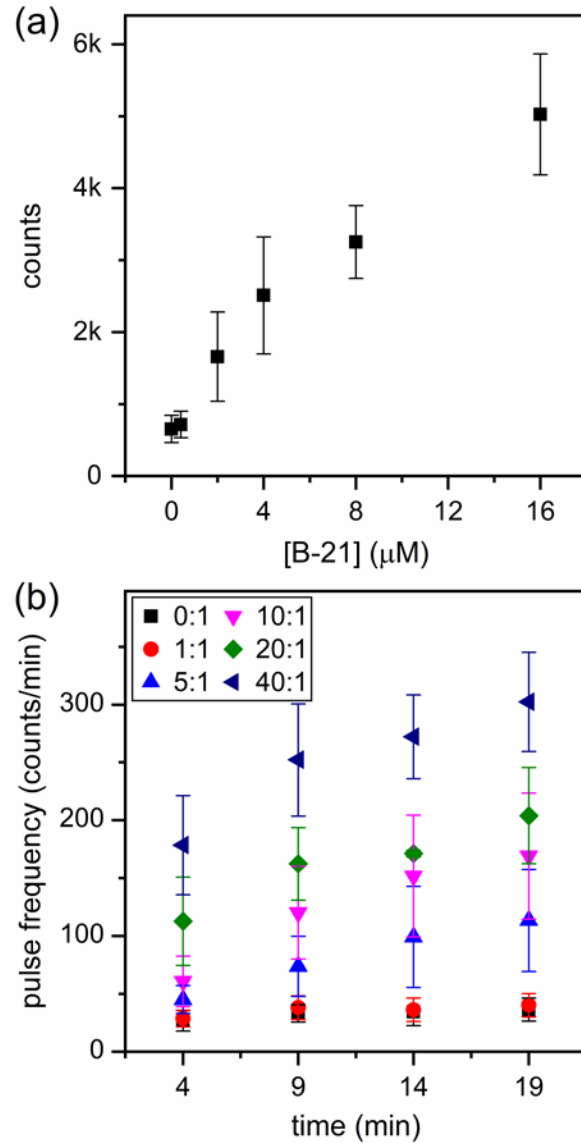 (a)
6k
4k
2k
0
counts
0 4 8 12 16
[B-21] (μM)
(b)
0:1 10:1
1:1 20:1
5:1 40:1
300
200
100
0
pulse frequency (counts/min)
4 9 14 19
time (min)